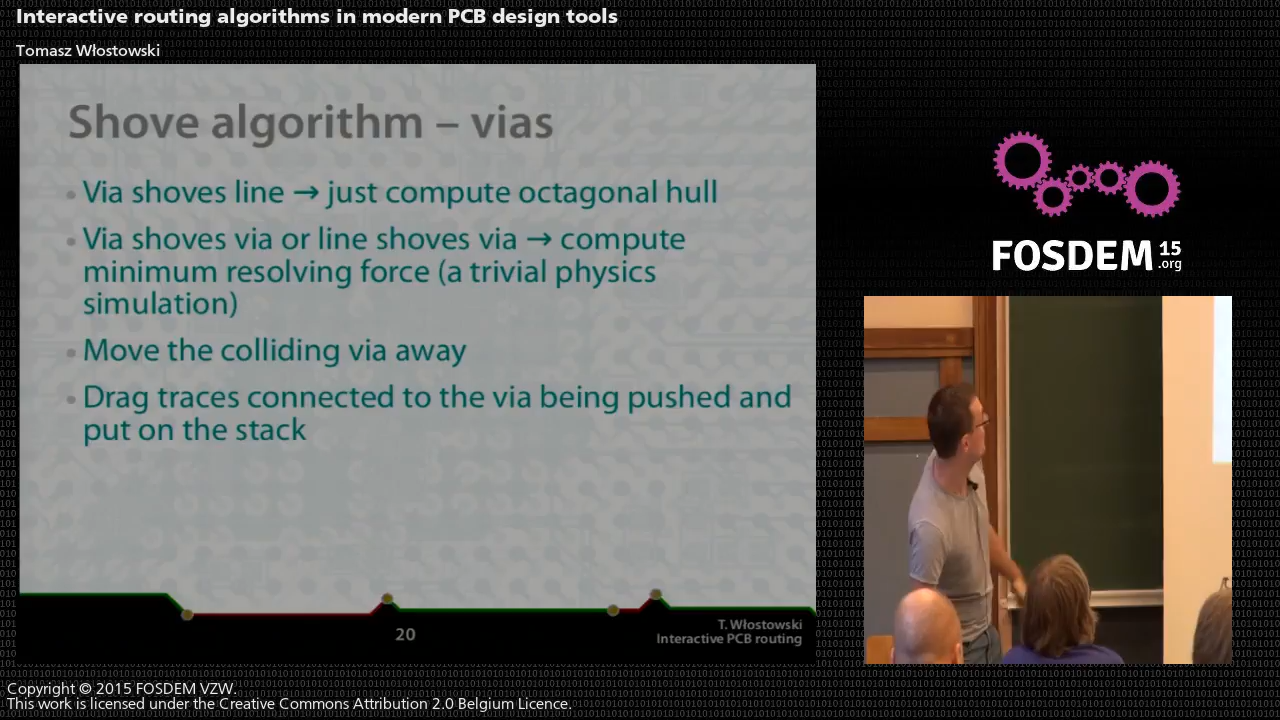 Interactive routing algorithms in modern PCB design tools
Tomasz Włostowski
Shove algorithm – vias
• Via shoves line → just compute octagonal hull
• Via shoves via or line shoves via → compute
minimum resolving force (a trivial physics
simulation)
• Move the colliding via away
• Drag traces connected to the via being pushed and
put on the stack
20
T. Włostowski
Interactive PCB routing
FOSDEM 15
.org
Copyright © 2015 FOSDEM VZW.
This work is licensed under the Creative Commons Attribution 2.0 Belgium Licence.